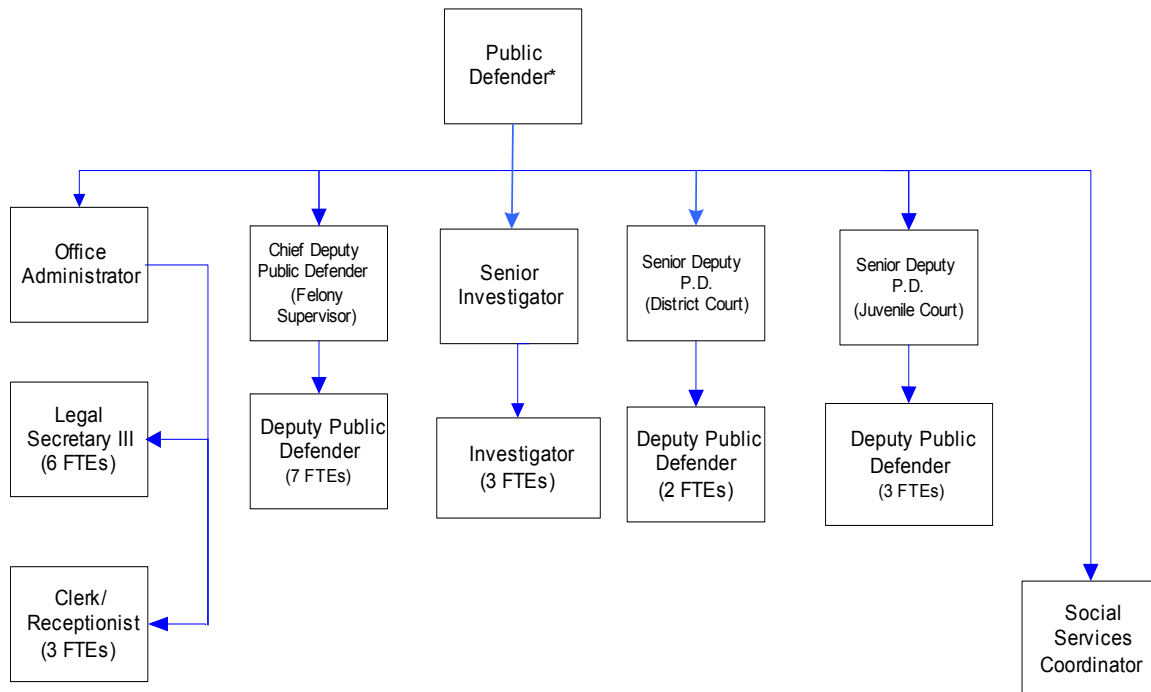 Public
Defender*
Office
Administrator
Chief Deputy
Public Defender
(Felony
Supervisor)
Senior
Investigator
Senior Deputy
P.D.
(District Court)
Senior Deputy
P.D.
(Juvenile Court)
Legal
Secretary III
(6 FTEs)
Deputy Public
Defender
(7 FTEs)
Investigator
(3 FTEs)
Deputy Public
Defender
(2 FTEs)
Deputy Public
Defender
(3 FTEs)
Clerk/
Receptionist
(3 FTEs)
Social
Services
Coordinator